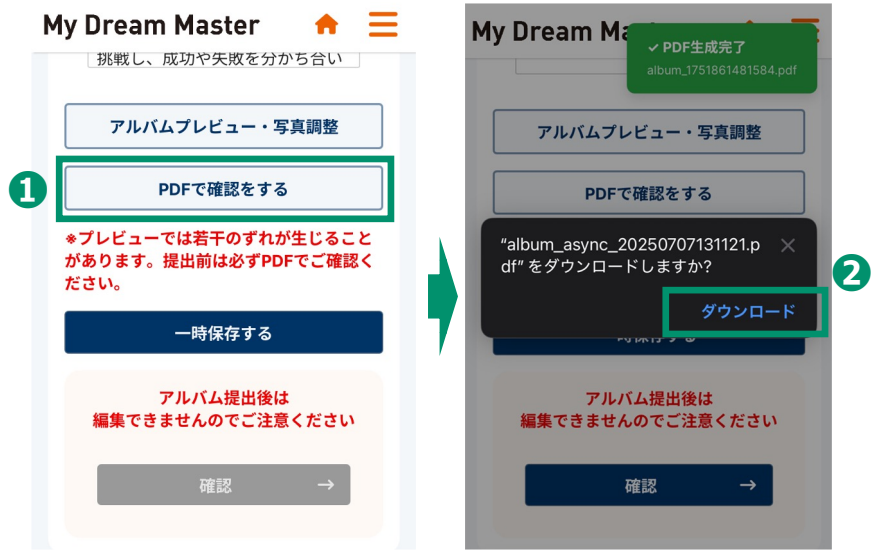 My Dream Master
挑戦し、成功や失敗を分かち合い
アルバムプレビュー・写真調整
❶
PDFで確認をする
※プレビューでは若干のずれが生じること
があります。提出前は必ずPDFでご確認く
ださい。
一時保存する
アルバム提出後は
編集できませんのでご注意ください
確認 →
My Dream Ma
✓ PDF生成完了
album_1751861481584.pdf
アルバムプレビュー・写真調整
PDFで確認をする
“album_async_20250707131121.p
df” をダウンロードしますか?
❷
ダウンロード
一時保存する
アルバム提出後は
編集できませんのでご注意ください
確認 →